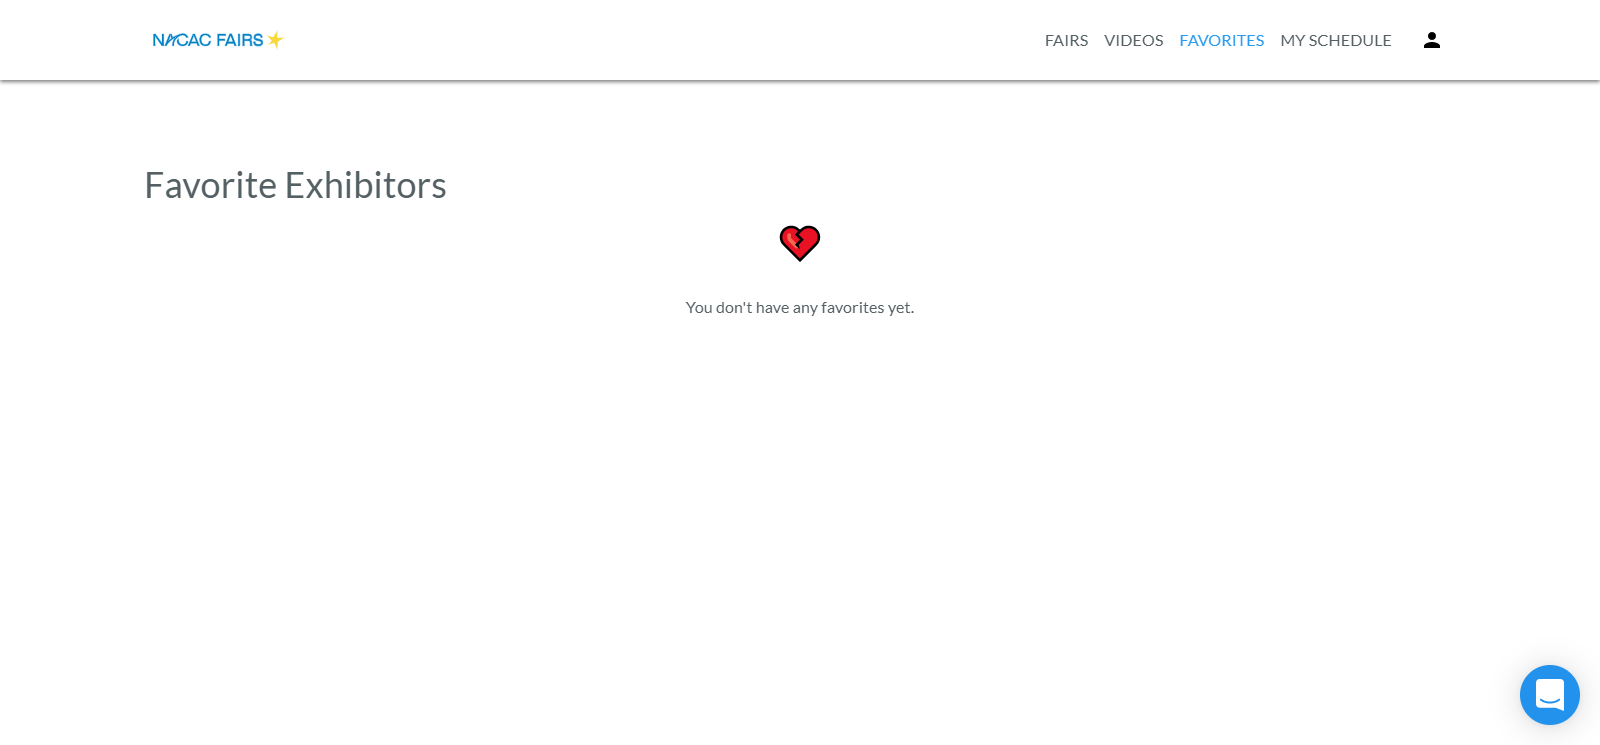 NACAC FAIRS
FAIRS VIDEOS FAVORITES MY SCHEDULE
Favorite Exhibitors
You don't have any favorites yet.